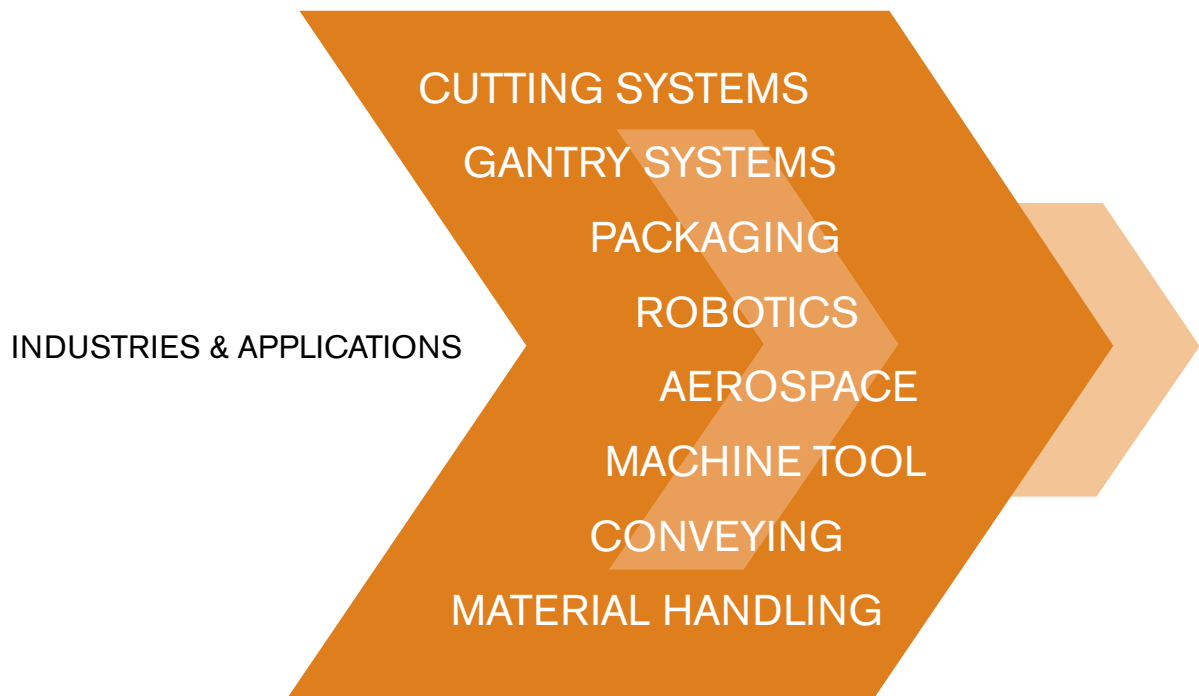 INDUSTRIES & APPLICATIONS
CUTTING SYSTEMS
GANTRY SYSTEMS
PACKAGING
ROBOTICS
AEROSPACE
MACHINE TOOL
CONVEYING
MATERIAL HANDLING